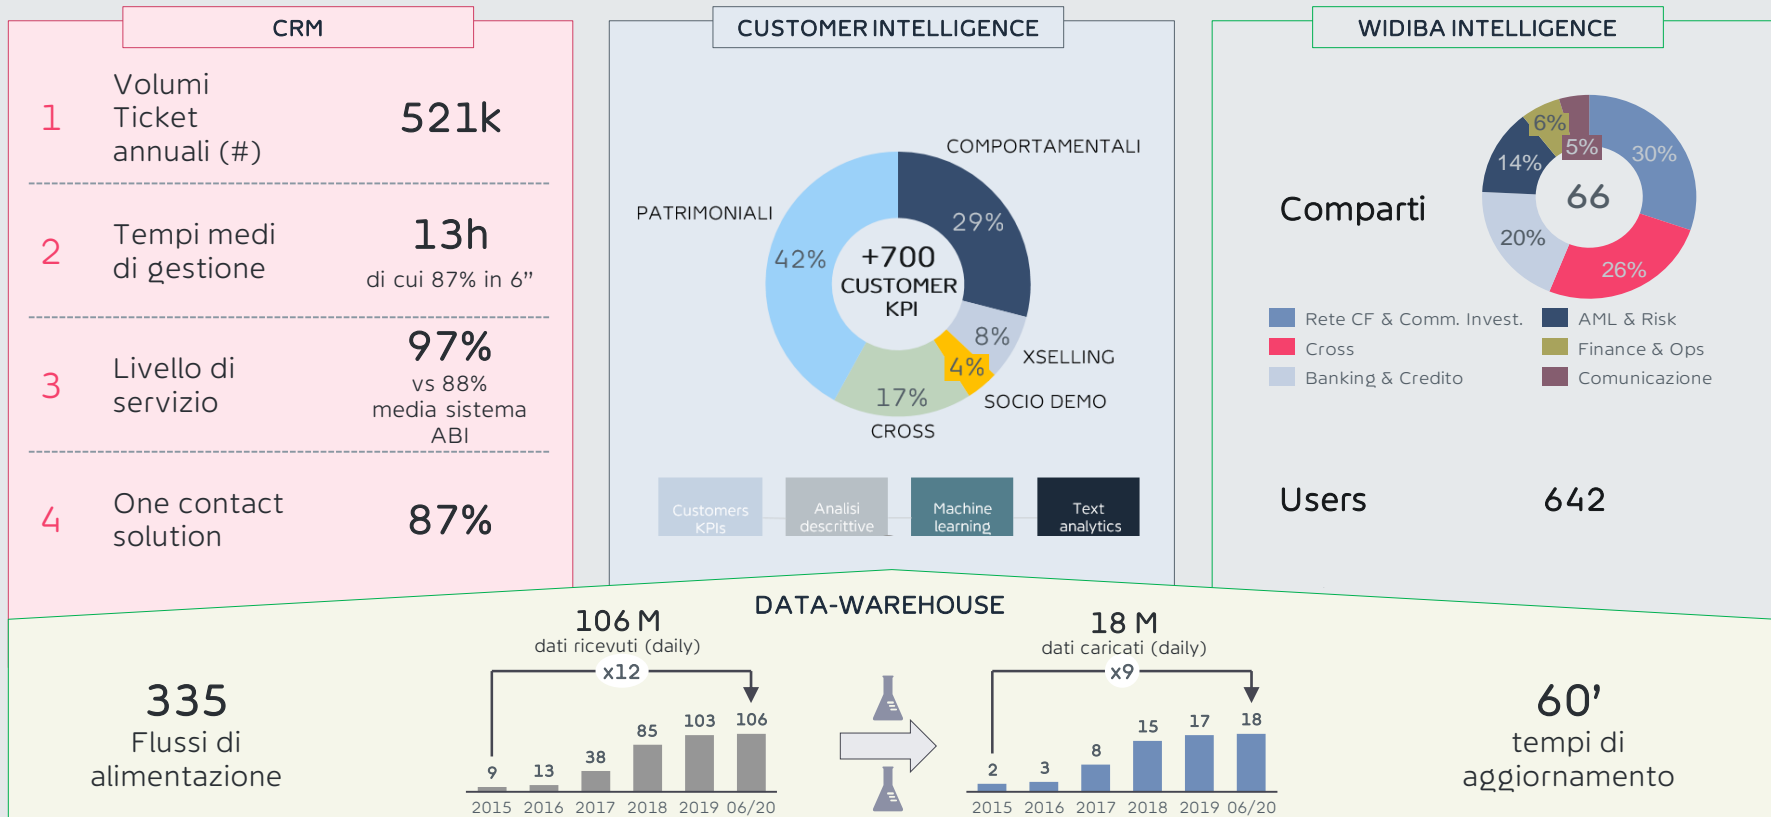 CRM
1
Volumi
Ticket
annuali (#)
521k
2
Tempi medi
di gestione
13h
di cui 87% in 6”
3
Livello di
servizio
97%
vs 88%
media sistema
ABI
4
One contact
solution
87%
CUSTOMER INTELLIGENCE
COMPORTAMENTALI
PATRIMONIALI
29%
42%
+700
CUSTOMER
KPI
8%
XSELLING
4%
SOCIO DEMO
17%
CROSS
Customers
KPIs
Analisi
descrittive
Machine
learning
Text
analytics
WIDIBA INTELLIGENCE
Comparti
6%
5%
30%
14%
66
20%
26%
Rete CF & Comm. Invest.
AML & Risk
Cross
Finance & Ops
Banking & Credito
Comunicazione
Users
642
DATA-WAREHOUSE
335
Flussi di
alimentazione
106 M
dati ricevuti (daily)
x12
9
13
38
85
103
106
2015
2016
2017
2018
2019
06/20
18 M
dati caricati (daily)
x9
2
3
8
15
17
18
2015
2016
2017
2018
2019
06/20
60’
tempi di
aggiornamento